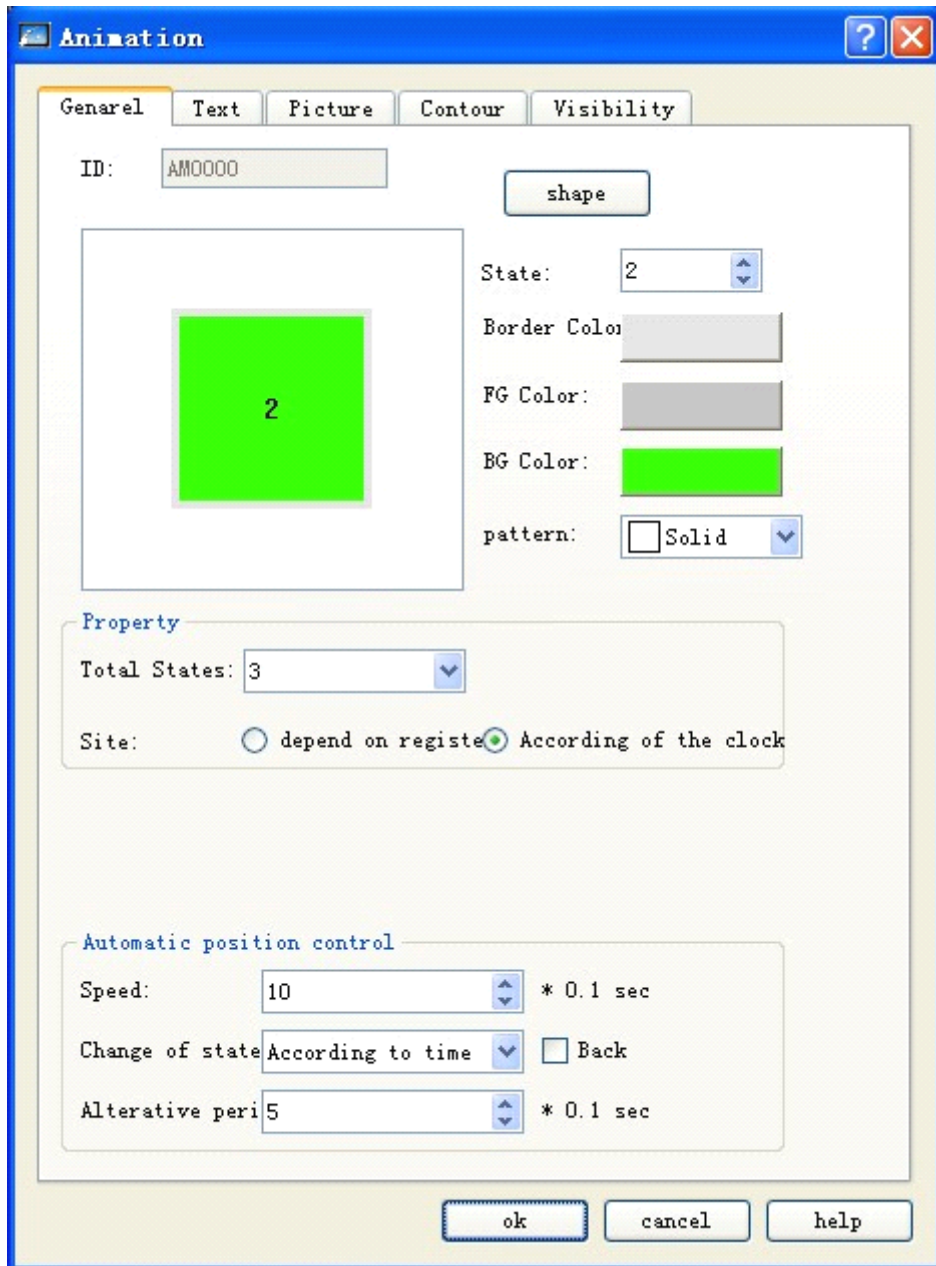 Animation
Genarel Text Picture Contour Visibility
ID: AM0000
shape
State: 2
Border Color
FG Color:
2
BG Color:
pattern: Solid
Property
Total States: 3
Site: depend on registe According of the clock
Automatic position control
Speed: 10 * 0.1 sec
Change of state According to time Back
Alterative peri 5 * 0.1 sec
ok cancel help